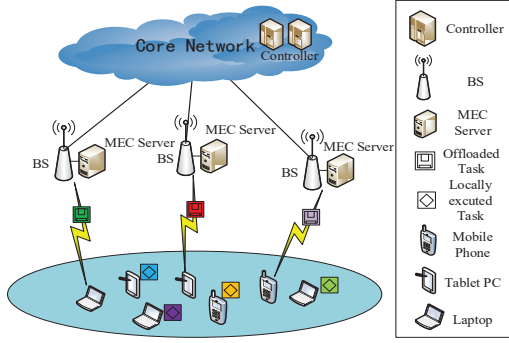 Core Network
Controller
MEC Server
MEC Server
MEC Server
BS
BS
BS
Controller
BS
MEC
Server
Offloaded
Task
Locally
excuted
Task
Mobile
Phone
Tablet PC
Laptop